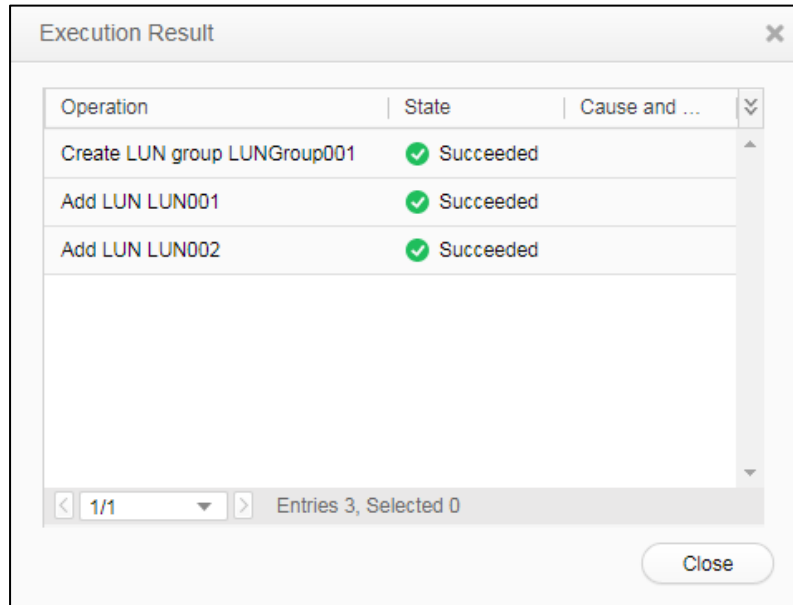 Execution Result
Operation State Cause and ...
Create LUN group LUNGroup001 Succeeded
Add LUN LUN001 Succeeded
Add LUN LUN002 Succeeded
1/1 Entries 3, Selected 0
Close